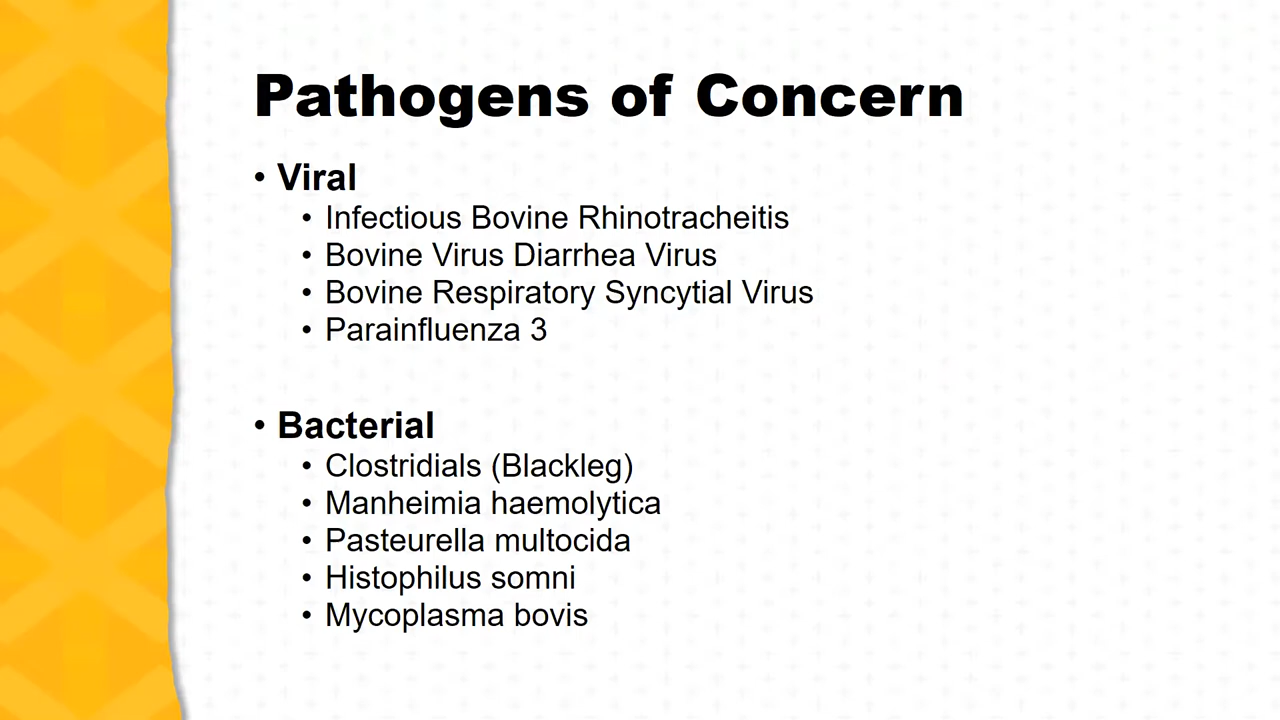 Pathogens of Concern
• Viral
• Infectious Bovine Rhinotracheitis
• Bovine Virus Diarrhea Virus
• Bovine Respiratory Syncytial Virus
• Parainfluenza 3
• Bacterial
• Clostridials (Blackleg)
• Manheimia haemolytica
• Pasteurella multocida
• Histophilus somni
• Mycoplasma bovis